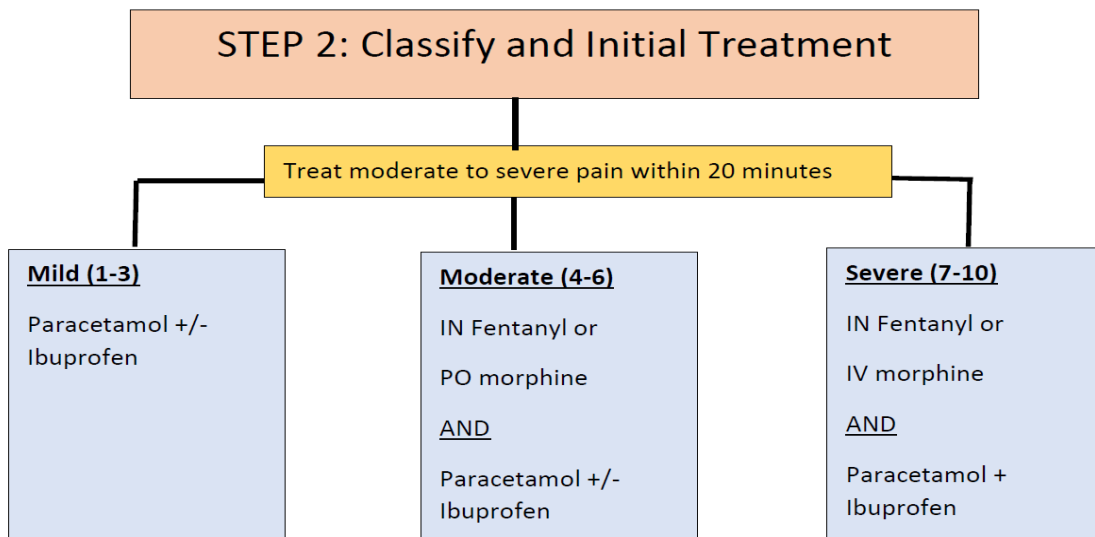 STEP 2: Classify and Initial Treatment
Treat moderate to severe pain within 20 minutes
Mild (1-3)
Paracetamol +/-
Ibuprofen
Moderate (4-6)
IN Fentanyl or
PO morphine
AND
Paracetamol +/-
Ibuprofen
Severe (7-10)
IN Fentanyl or
IV morphine
AND
Paracetamol +
Ibuprofen